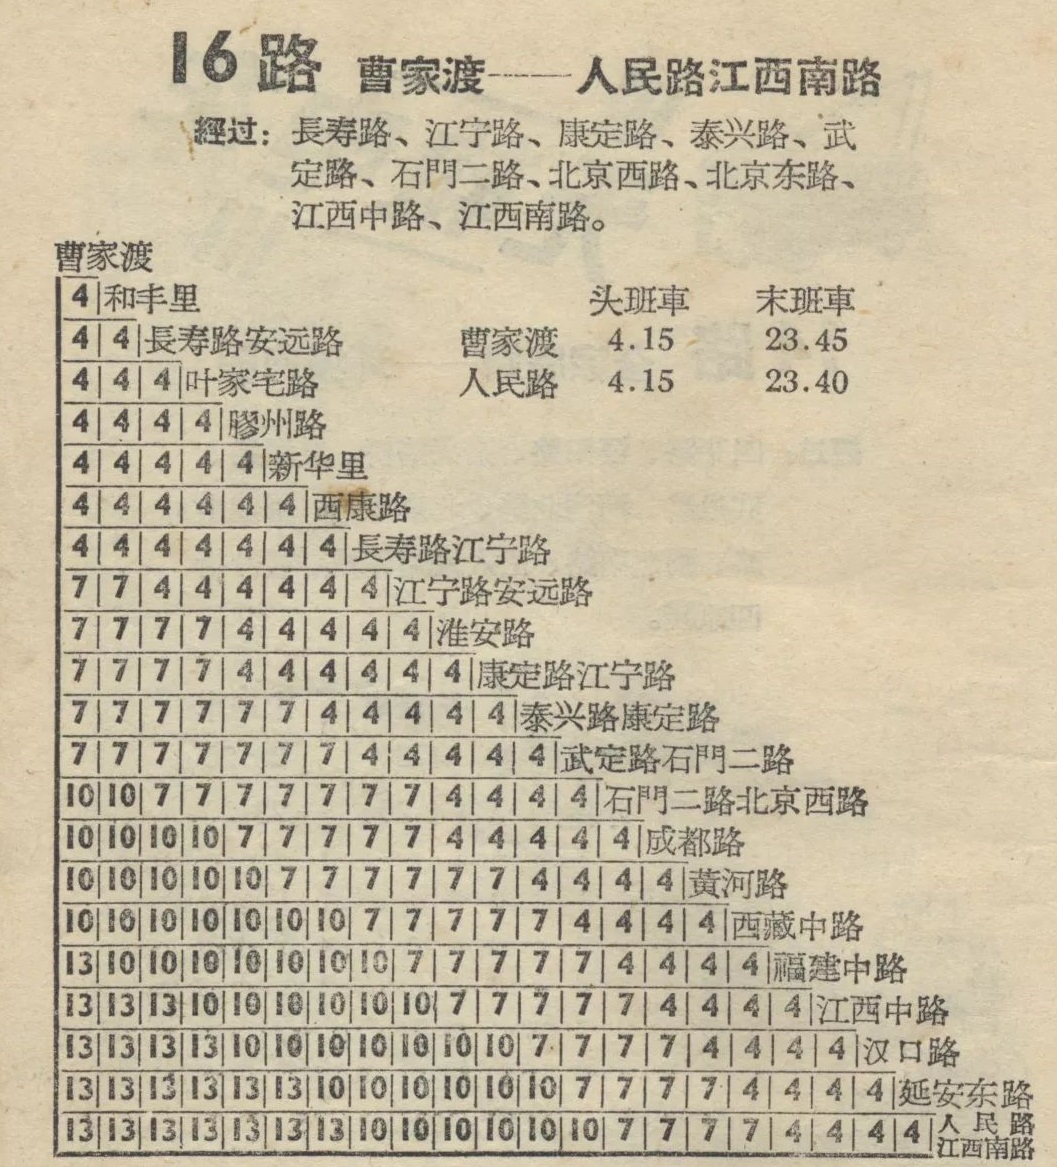 16路 曹家渡——人民路江西南路
經过：長寿路、江宁路、康定路、泰兴路、武
定路、石門二路、北京西路、北京东路、
江西中路、江西南路。
曹家渡
4|和丰里 头班車 末班車
4|4|長寿路安远路 曹家渡 4.15 23.45
4|4|4|叶家宅路 人民路 4.15 23.40
4|4|4|4|膠州路
4|4|4|4|4|新华里
4|4|4|4|4|4|西康路
4|4|4|4|4|4|4|長寿路江宁路
7|7|4|4|4|4|4|4|江宁路安远路
7|7|7|7|4|4|4|4|4|淮安路
7|7|7|7|4|4|4|4|4|4|康定路江宁路
7|7|7|7|7|7|4|4|4|4|4|泰兴路康定路
7|7|7|7|7|7|7|4|4|4|4|4|武定路石門二路
10|10|7|7|7|7|7|7|7|4|4|4|4|石門二路北京西路
10|10|10|10|7|7|7|7|7|4|4|4|4|4|成都路
10|10|10|10|10|7|7|7|7|7|7|4|4|4|4|黃河路
10|10|10|10|10|10|10|7|7|7|7|7|4|4|4|4|西藏中路
13|10|10|10|10|10|10|10|7|7|7|7|7|4|4|4|4|福建中路
13|13|13|10|10|10|10|10|10|7|7|7|7|7|4|4|4|4|江西中路
13|13|13|13|10|10|10|10|10|10|10|7|7|7|7|4|4|4|4|汉口路
13|13|13|13|13|13|10|10|10|10|10|10|7|7|7|7|4|4|4|4|延安东路
13|13|13|13|13|13|13|10|10|10|10|10|10|7|7|7|7|4|4|4|4|人民路
江西南路